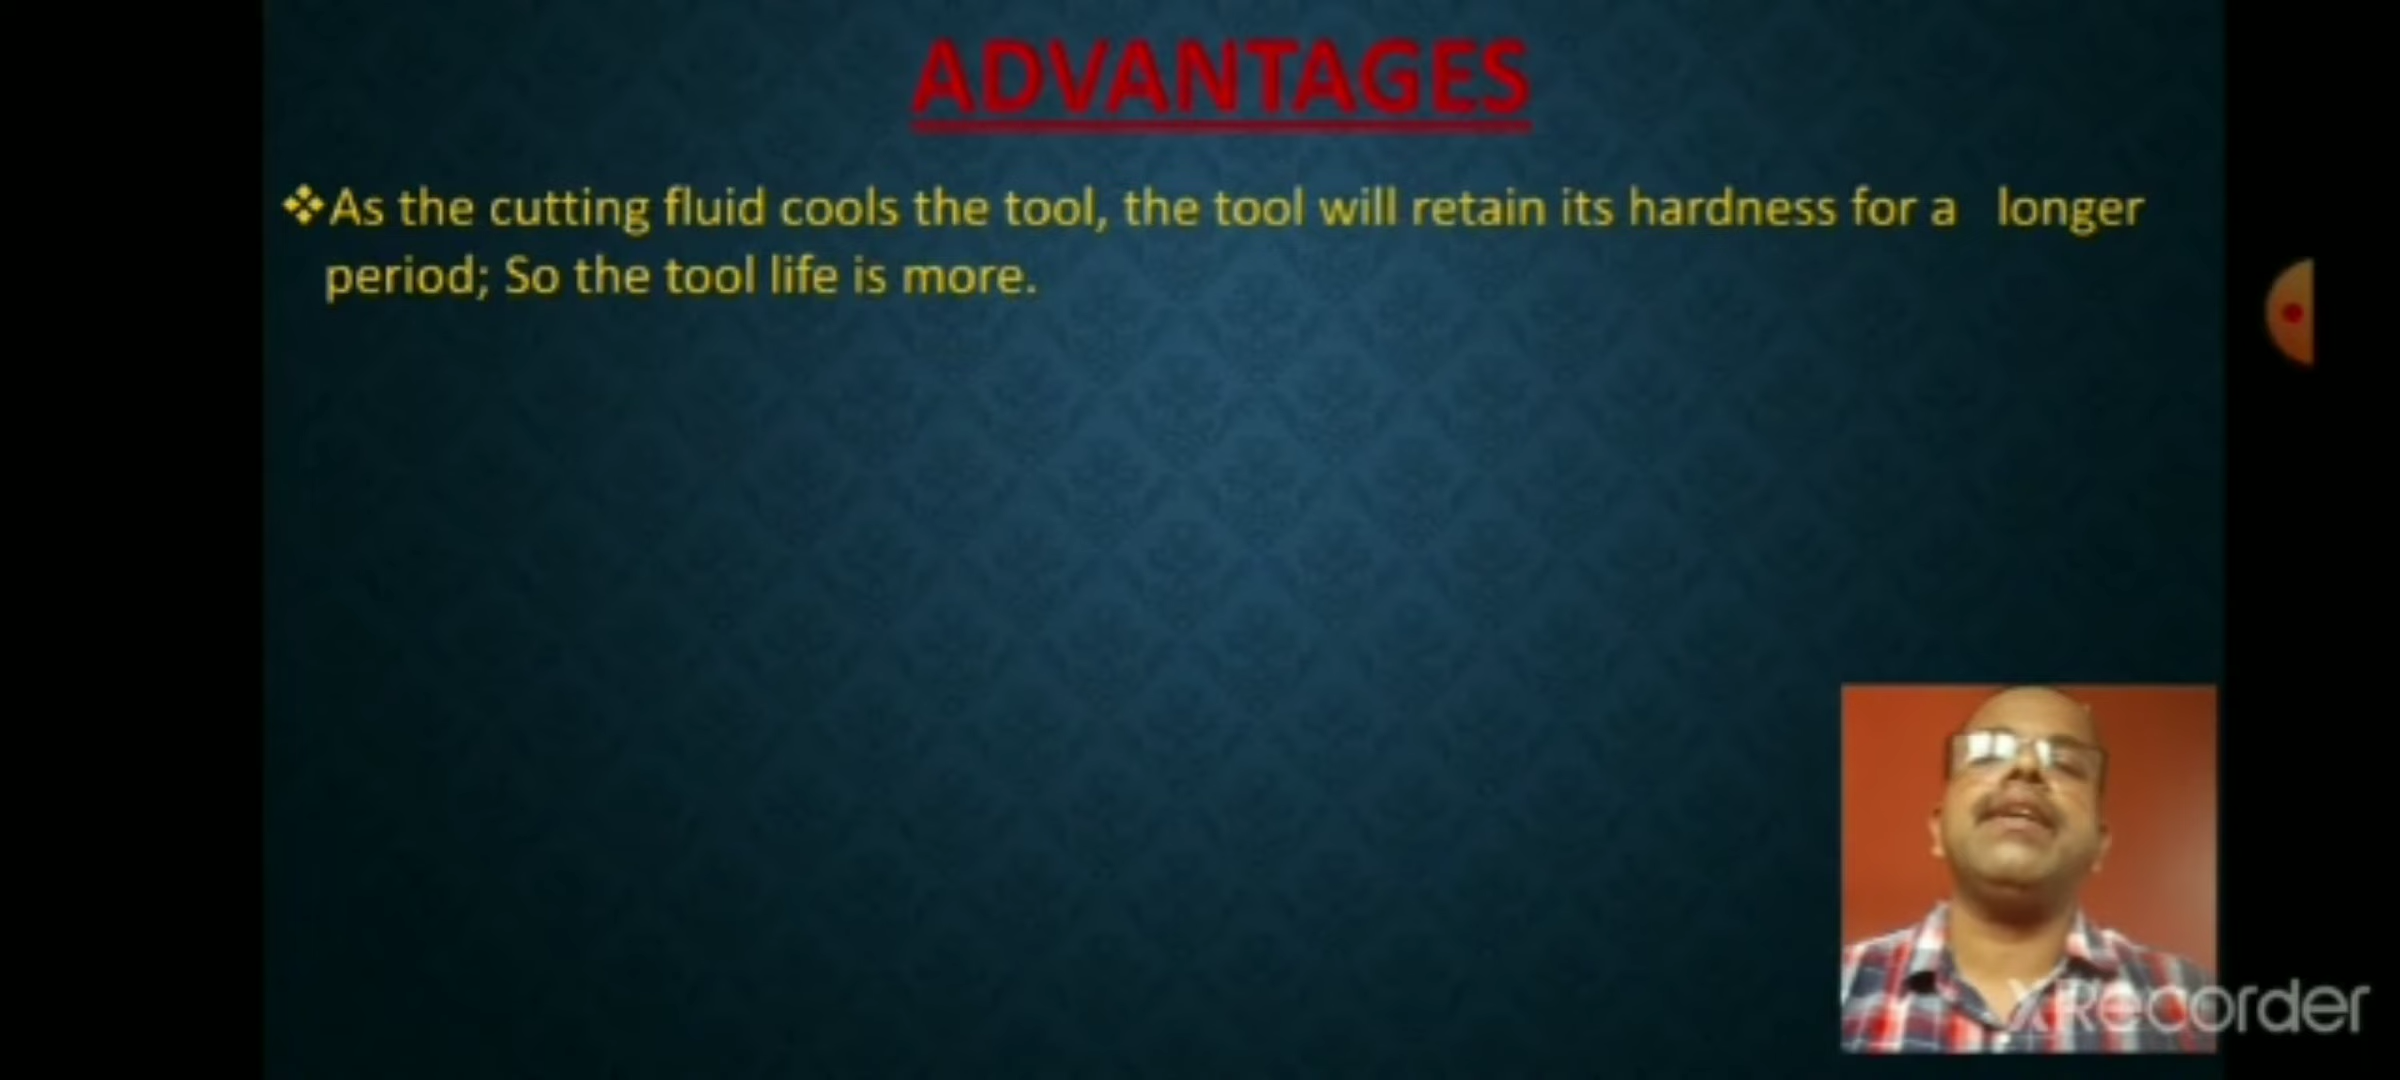 ADVANTAGES
❖As the cutting fluid cools the tool, the tool will retain its hardness for a longer
period; So the tool life is more.
XRecorder